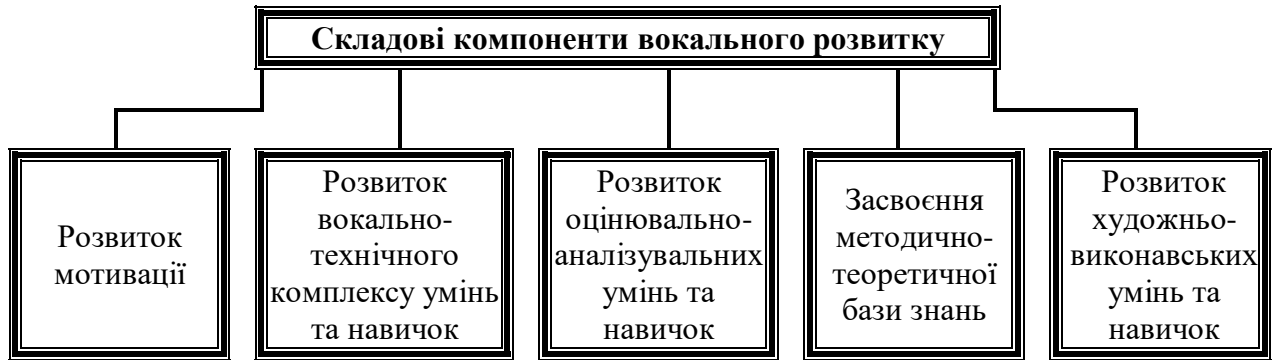 Складові компоненти вокального розвитку
Розвиток
мотивації
Розвиток
вокально-
технічного
комплексу умінь
та навичок
Розвиток
оцінювально-
аналізувальних
умінь та
навичок
Засвоєння
методично-
теоретичної
бази знань
Розвиток
художньо-
виконавських
умінь та
навичок